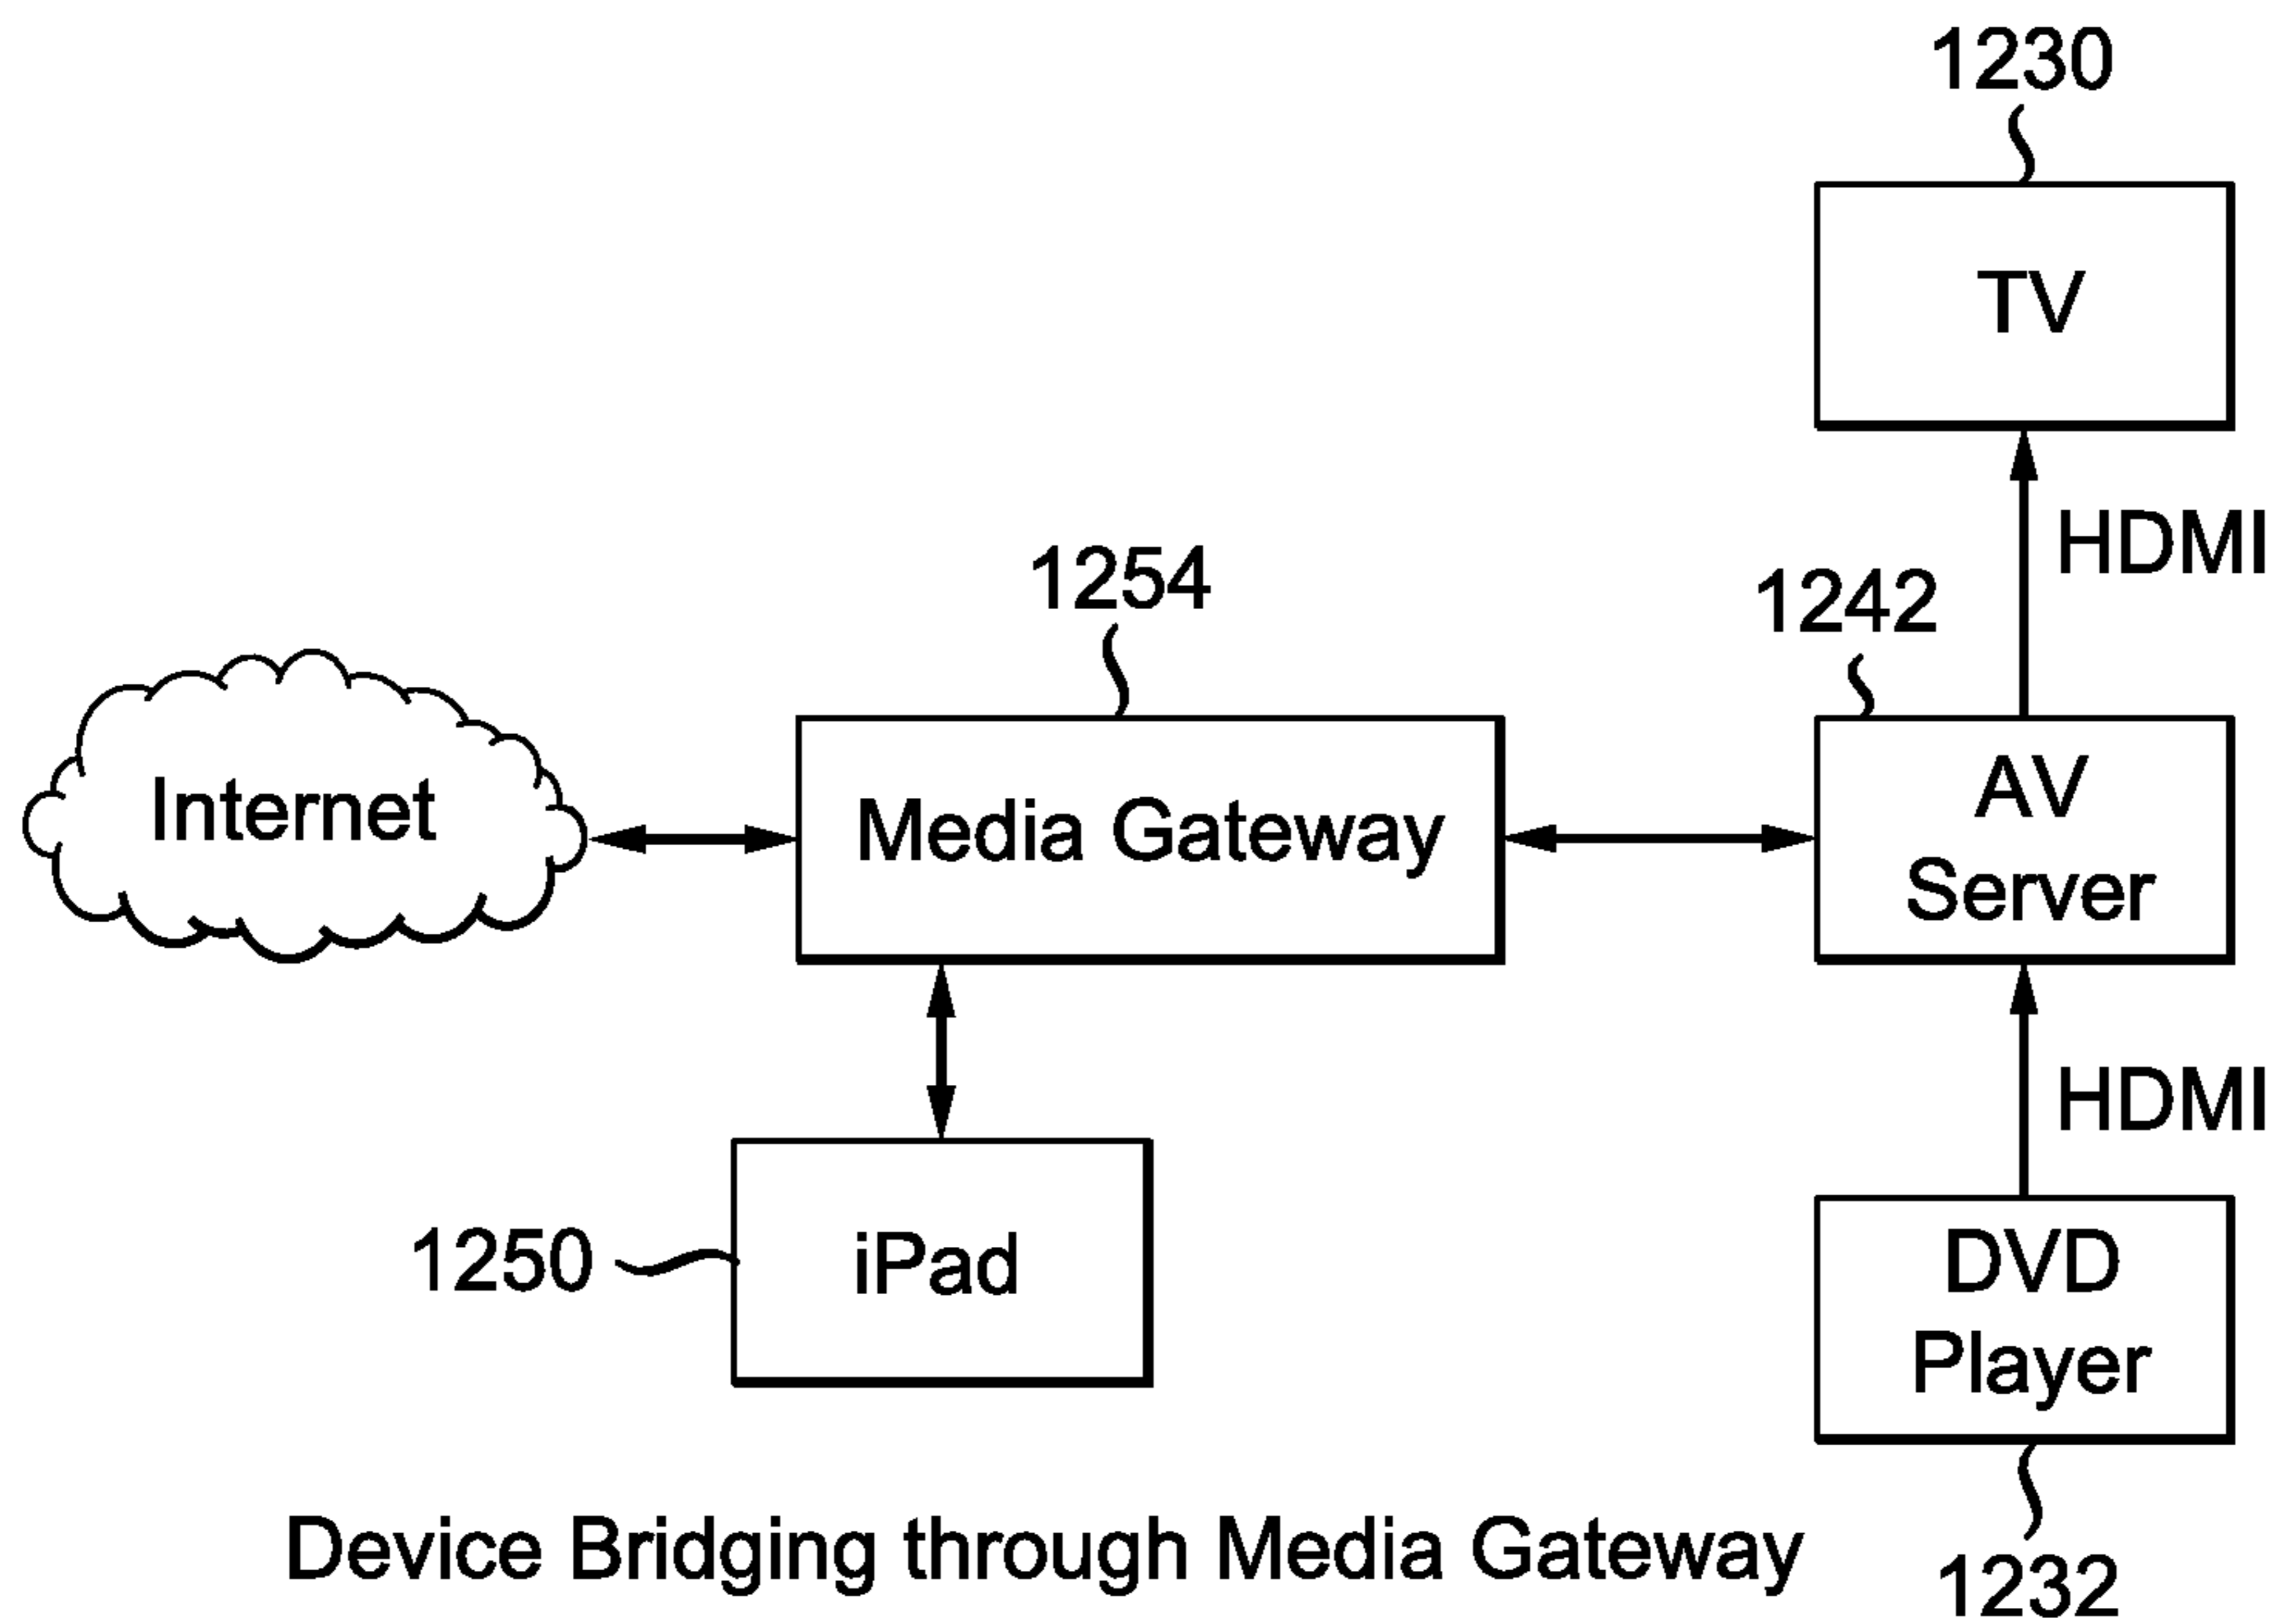 1230
TV
HDMI
1254
1242
Internet
Media Gateway
AV
Server
HDMI
1250
iPad
DVD
Player
Device Bridging through Media Gateway
1232